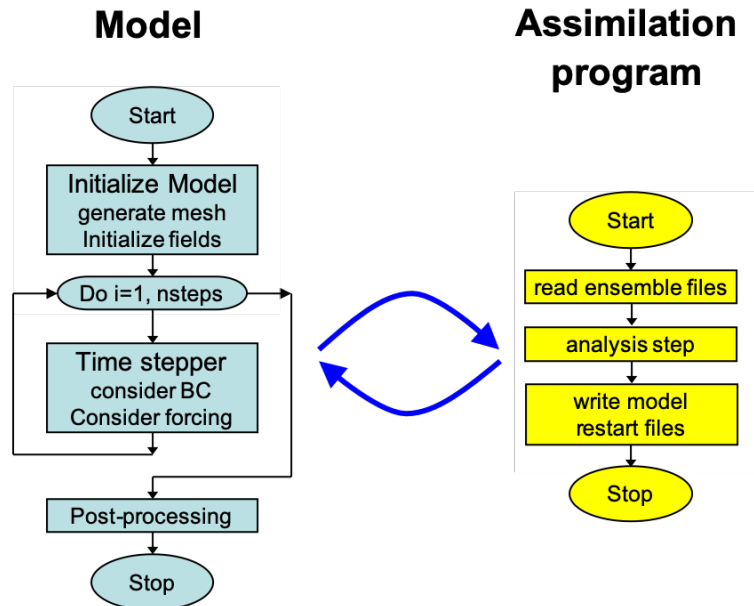 Model
Start
Initialize Model
generate mesh
Initialize fields
Do i=1, nsteps
Time stepper
consider BC
Consider forcing
Post-processing
Stop
Assimilation
program
Start
read ensemble files
analysis step
write model
restart files
Stop